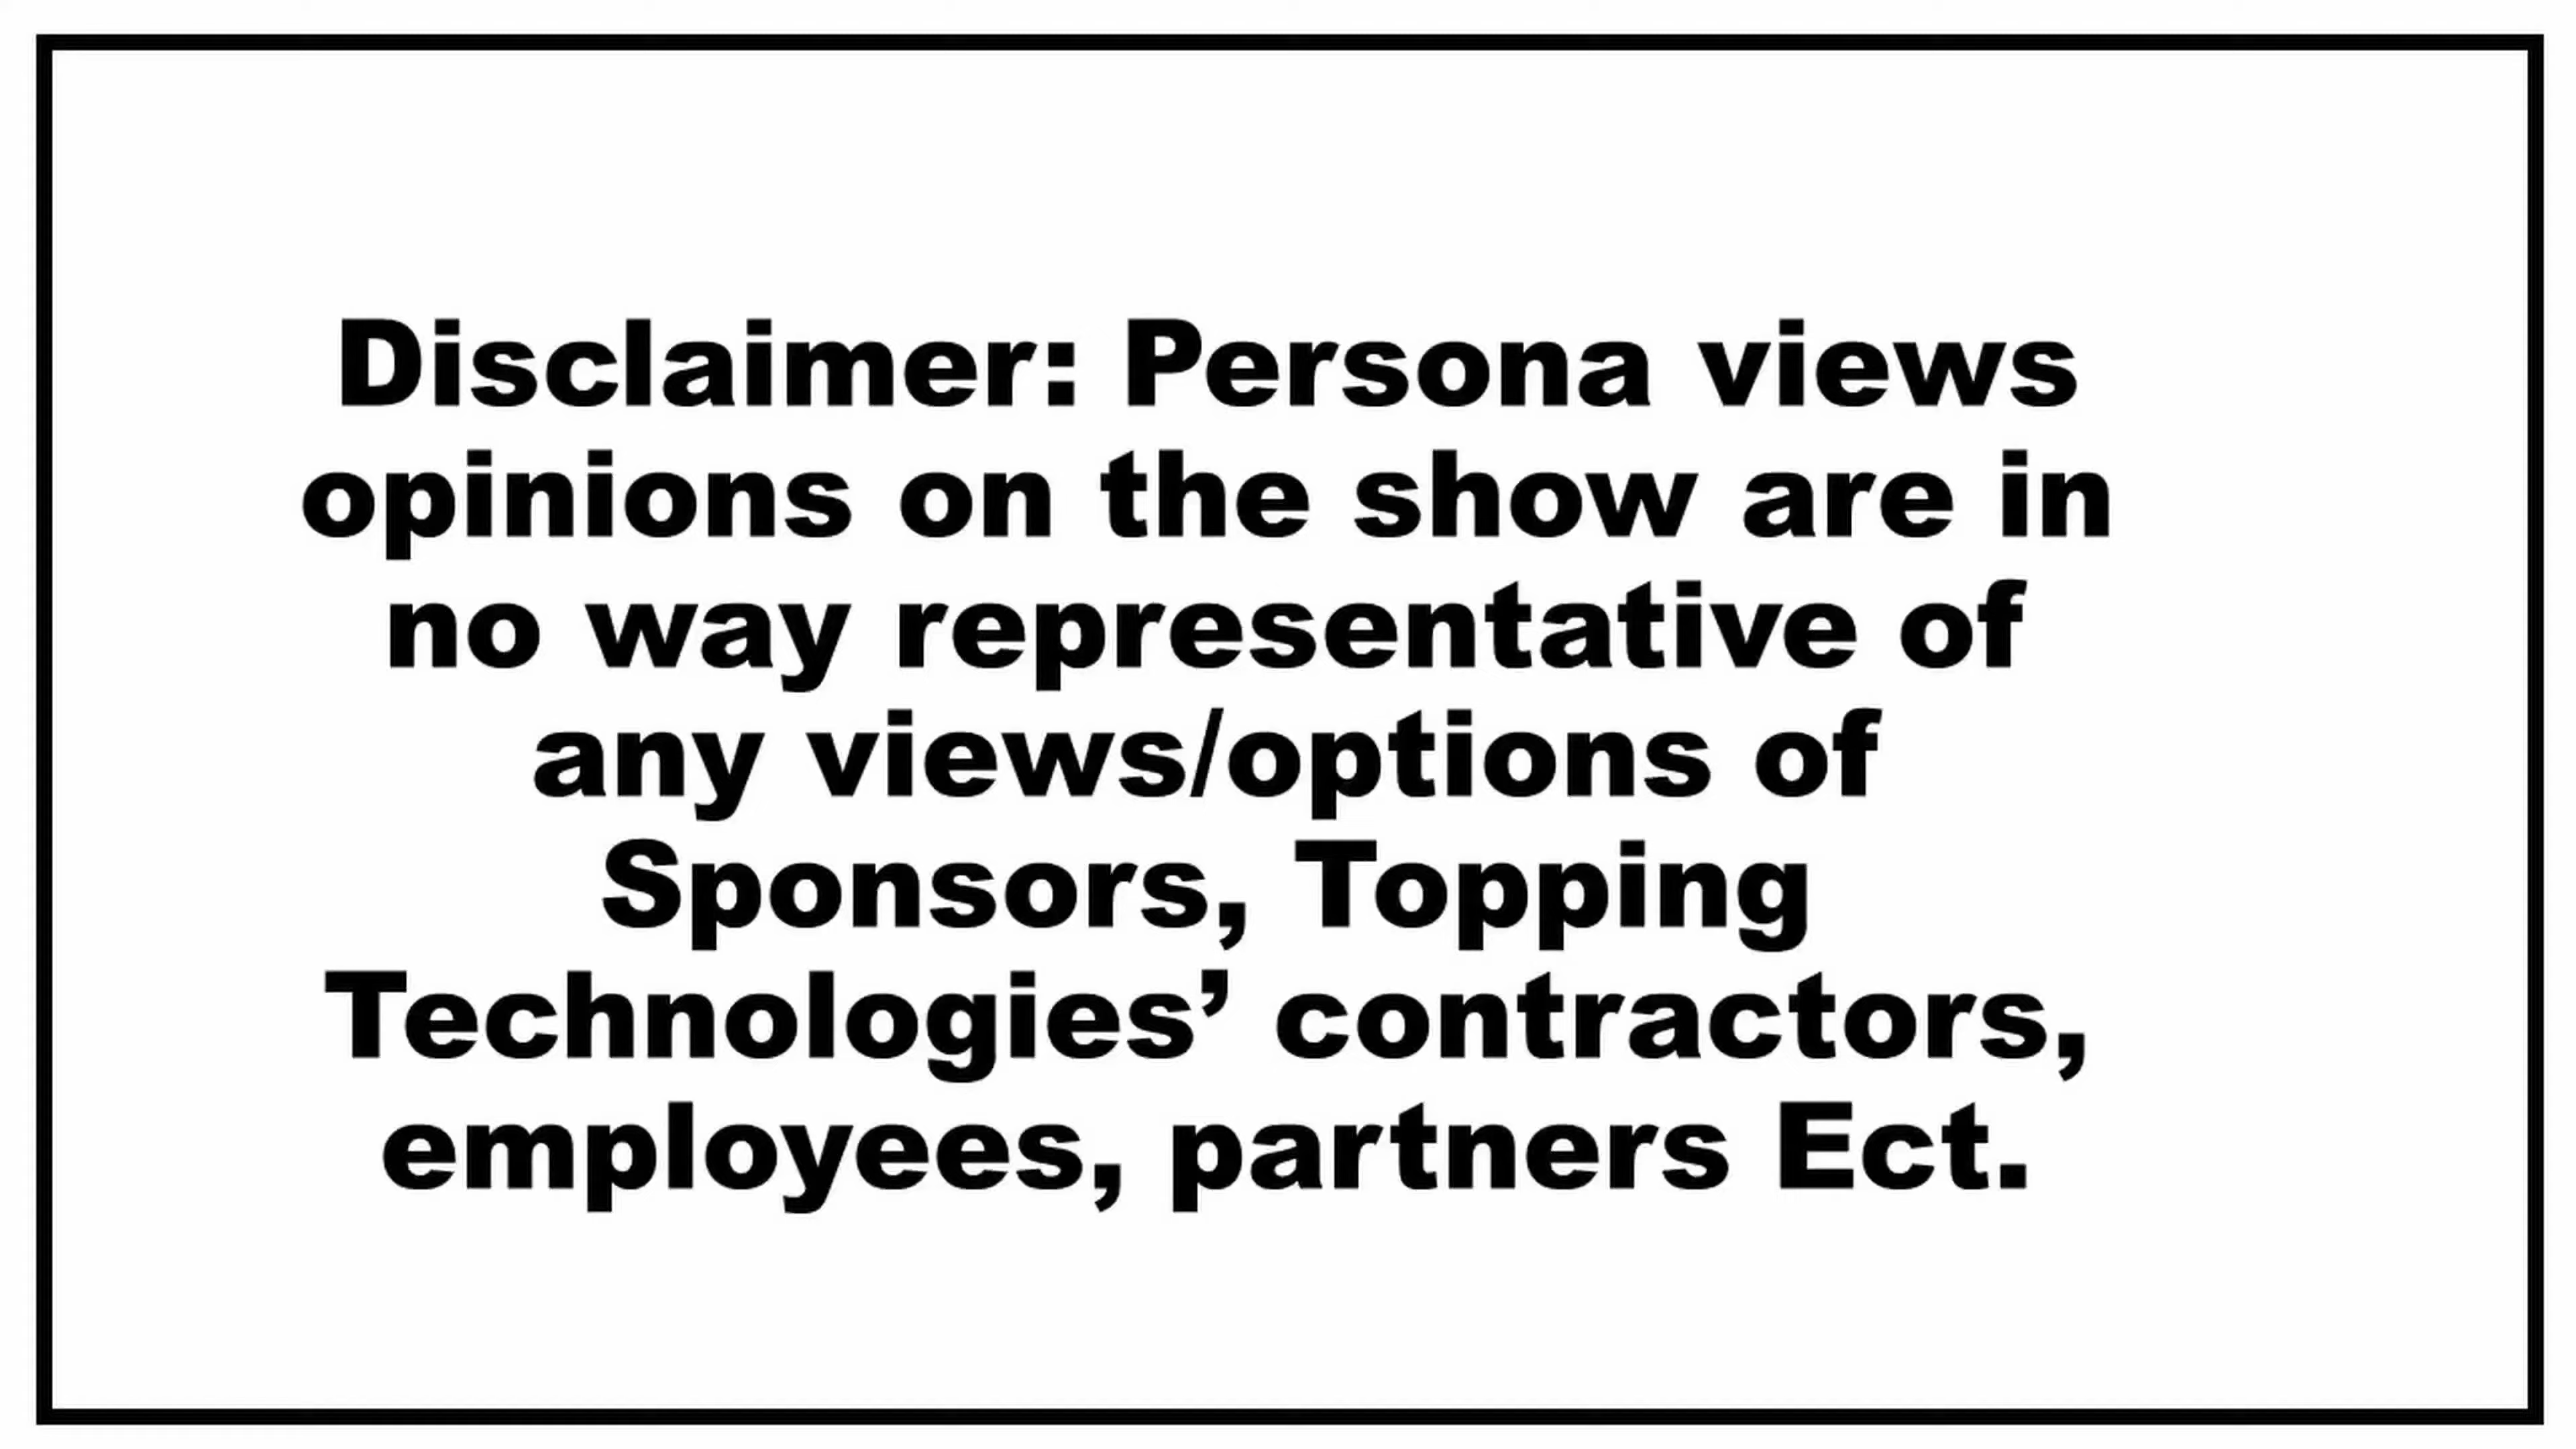 Disclaimer: Persona views
opinions on the show are in
no way representative of
any views/options of
Sponsors, Topping
Technologies’ contractors,
employees, partners Ect.